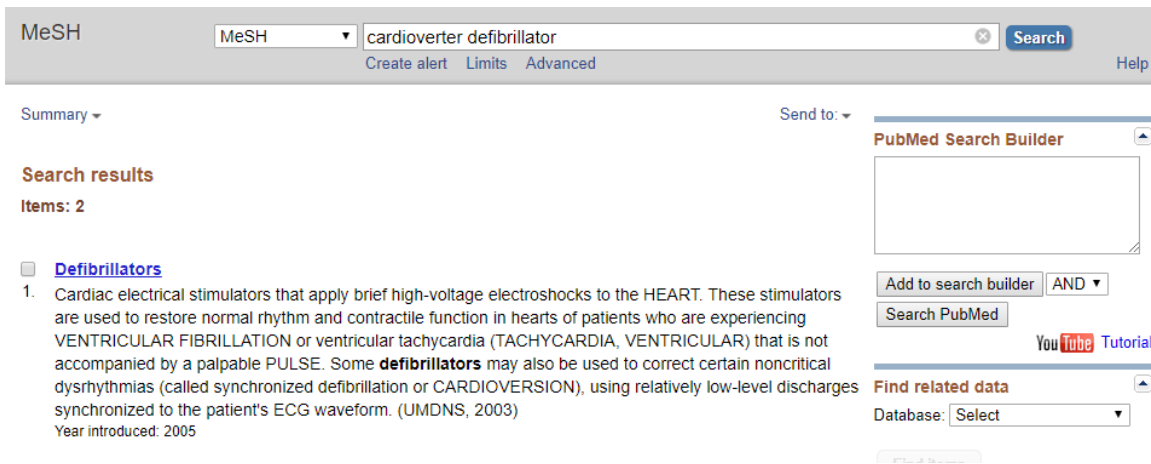 MeSH
MeSH
cardioverter defibrillator
Search
Create alert Limits Advanced
Help
Summary
Send to:
PubMed Search Builder
Search results
Items: 2
Defibrillators
1. Cardiac electrical stimulators that apply brief high-voltage electroshocks to the HEART. These stimulators
are used to restore normal rhythm and contractile function in hearts of patients who are experiencing
VENTRICULAR FIBRILLATION or ventricular tachycardia (TACHYCARDIA, VENTRICULAR) that is not
accompanied by a palpable PULSE. Some defibrillators may also be used to correct certain noncritical
dysrhythmias (called synchronized defibrillation or CARDIOVERSION), using relatively low-level discharges
synchronized to the patient's ECG waveform. (UMDNS, 2003)
Year introduced: 2005
Add to search builder AND
Search PubMed
YouTube Tutorial
Find related data
Database: Select
Find items